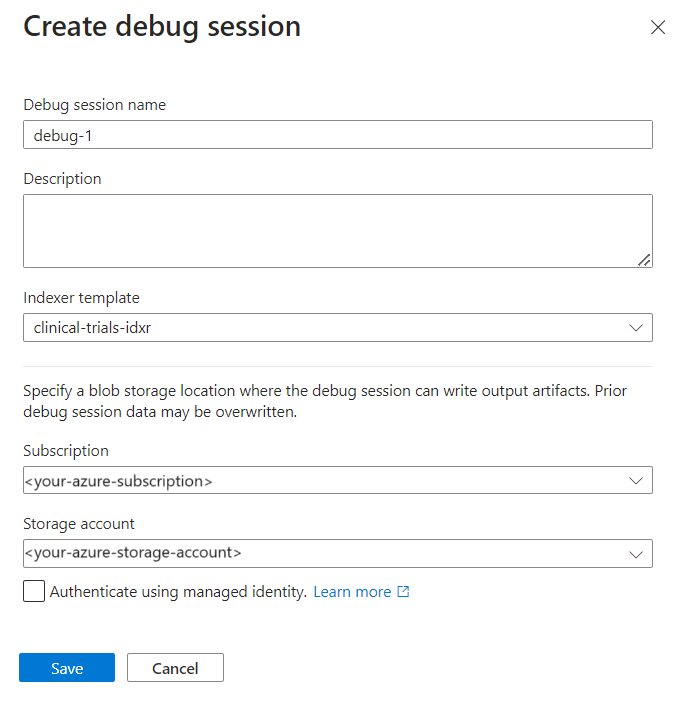 Create debug session
Debug session name
debug-1
Description
Indexer template
clinical-trials-idxr
Specify a blob storage location where the debug session can write output artifacts. Prior
debug session data may be overwritten.
Subscription
<your-azure-subscription>
Storage account
<your-azure-storage-account>
Authenticate using managed identity. Learn more
Save Cancel